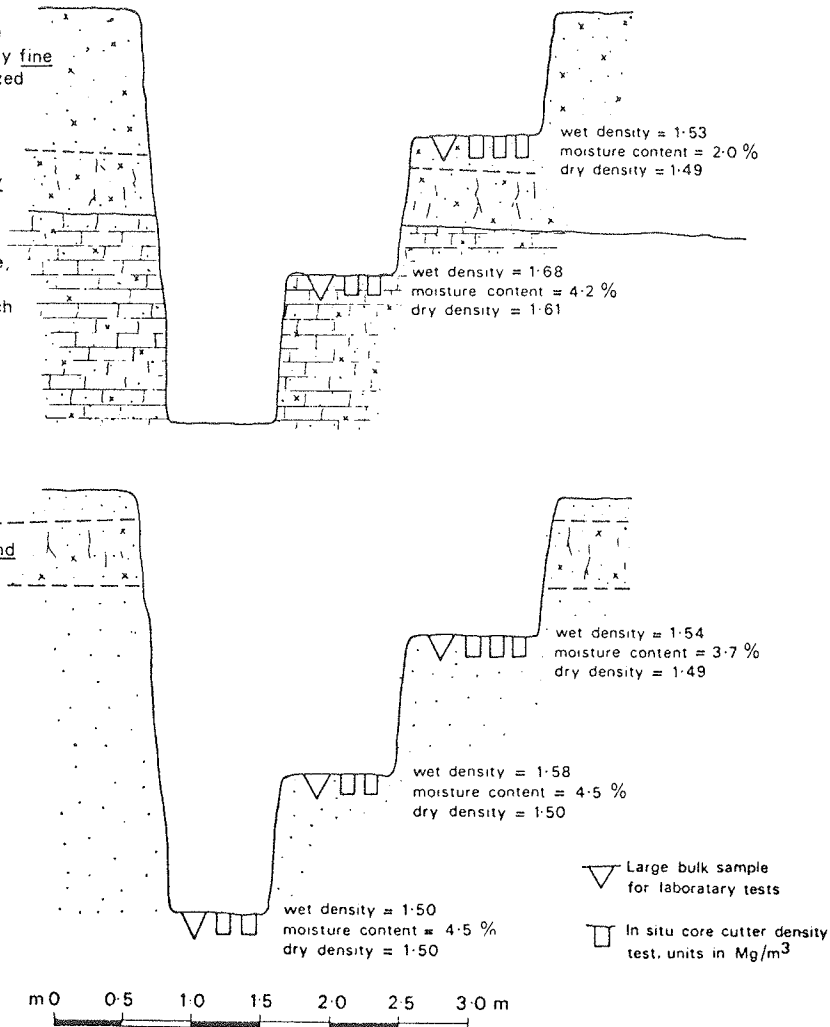 y fine
wet density = 1·53
moisture content = 2·0 %
dry density = 1·49
wet density = 1·68
moisture content = 4·2 %
dry density = 1·61
wet density = 1·54
moisture content = 3·7 %
dry density = 1·49
wet density = 1·58
moisture content = 4·5 %
dry density = 1·50
wet density = 1·50
moisture content = 4·5 %
dry density = 1·50
Large bulk sample
for laboratary tests
In situ core cutter density
test, units in Mg/m³
m 0 0·5 1·0 1·5 2·0 2·5 3·0 m